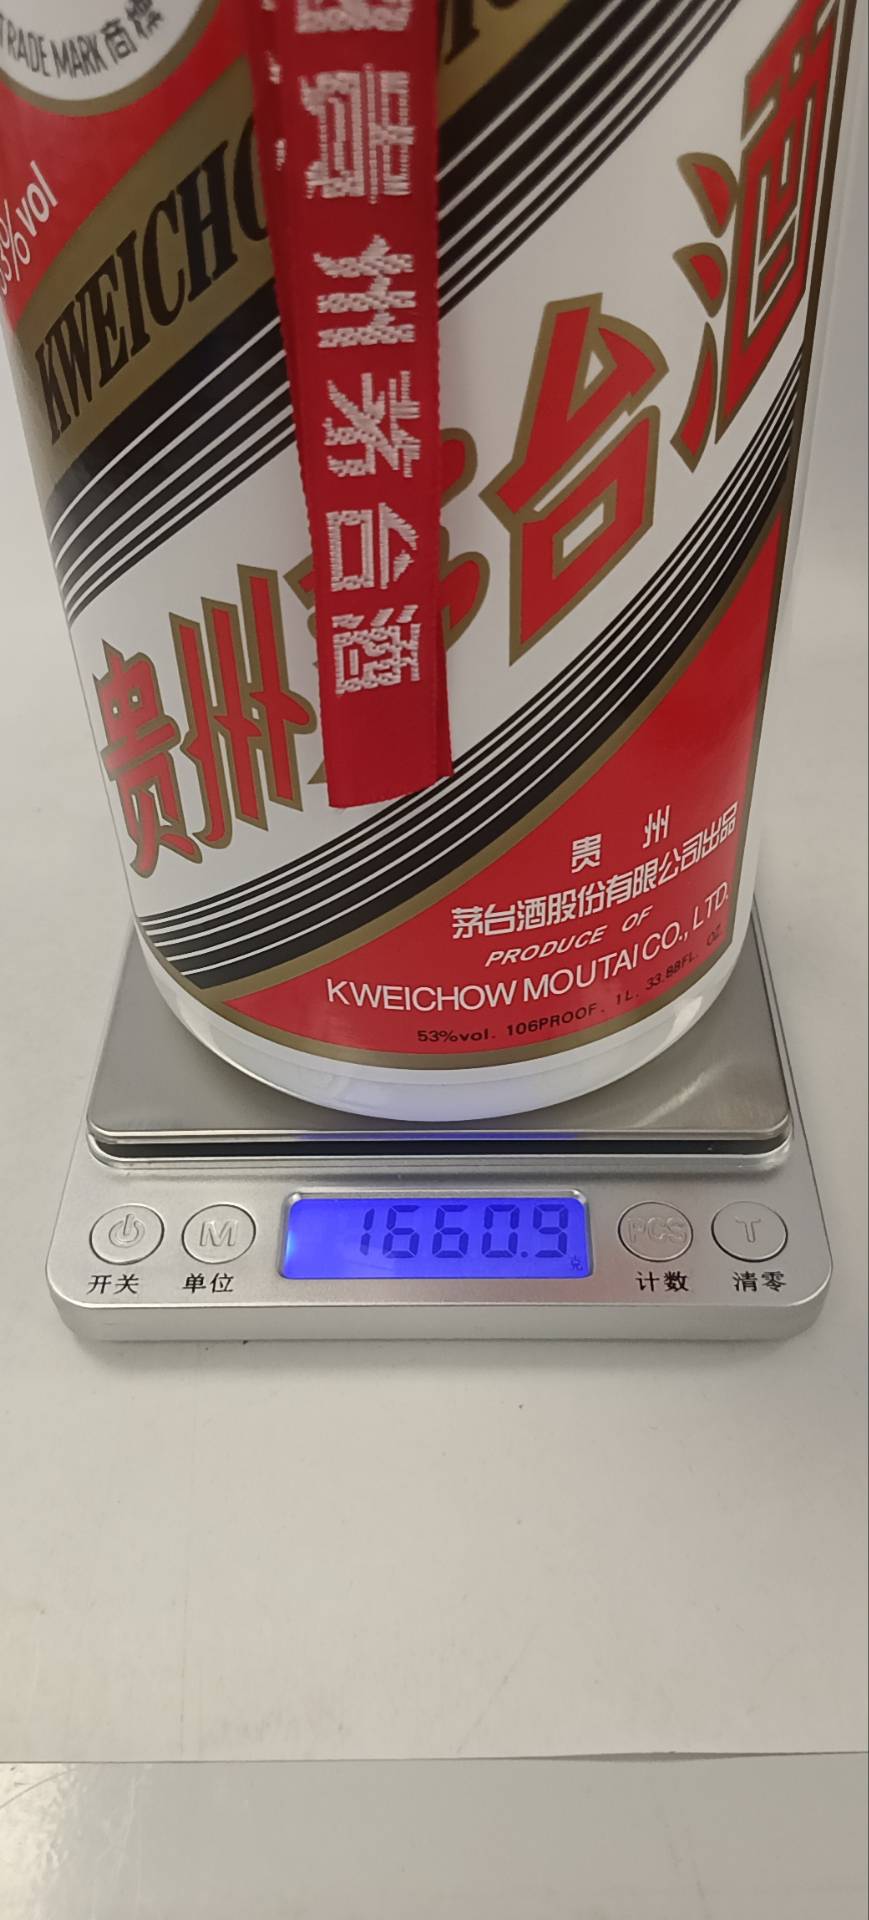 TRADE MARK 商標
%vol
KWEICHO
贵州茅台酒
贵州 台酒
贵州
茅台酒股份有限公司出品
PRODUCE OF
KWEICHOW MOUTAI CO., LTD.
53%vol. 106PROOF. 1L. 33.88FL. OZ.
1660.9
克
M
PCS
T
开关
单位
计数
清零